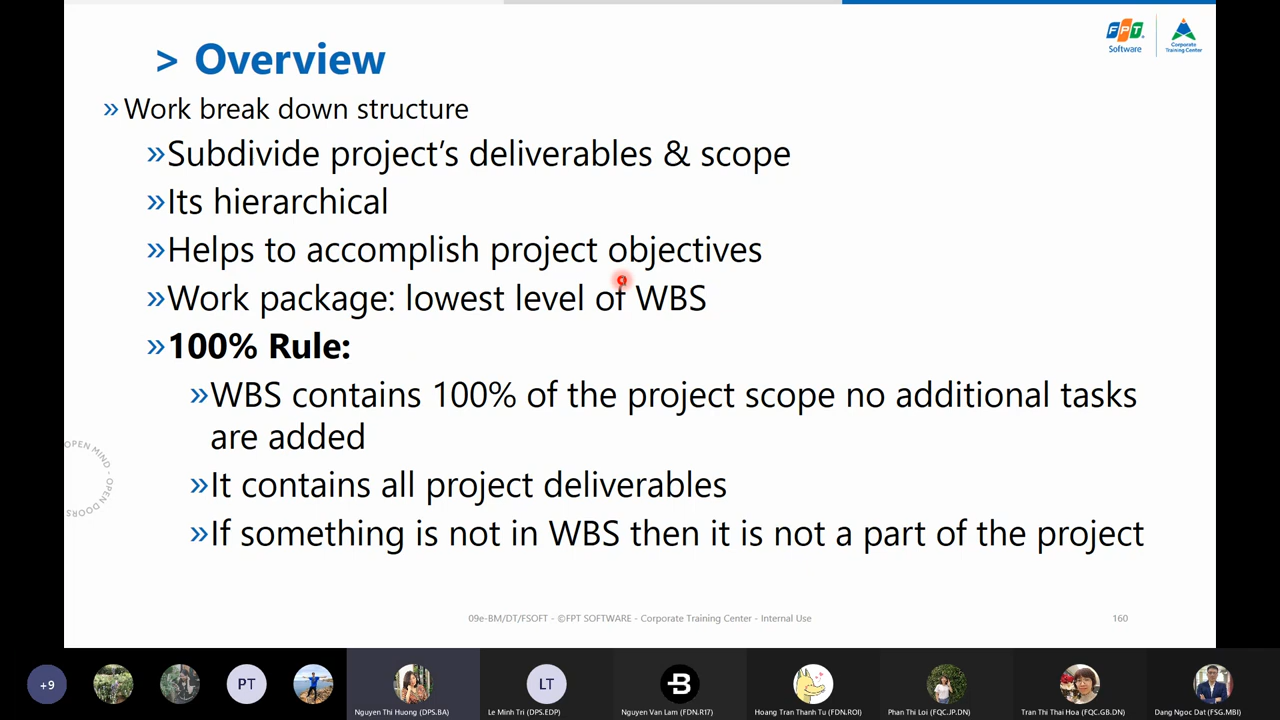 > Overview
FPT
Software
Corporate
Training Center
» Work break down structure
»Subdivide project’s deliverables & scope
»Its hierarchical
»Helps to accomplish project objectives
»Work package: lowest level of WBS
»100% Rule:
»WBS contains 100% of the project scope no additional tasks
are added
»It contains all project deliverables
»If something is not in WBS then it is not a part of the project
OPEN MIND - OPEN DOORS
09e-BM/DT/FSOFT - ©FPT SOFTWARE - Corporate Training Center - Internal Use
160
+9
PT
LT
B
Nguyen Thi Huong (DPS.BA)
Le Minh Tri (DPS.EDP)
Nguyen Van Lam (FDN.R17)
Hoang Tran Thanh Tu (FDN.ROI)
Phan Thi Loi (FQC.JP.DN)
Tran Thi Thai Hoa (FQC.GB.DN)
Dang Ngoc Dat (FSG.MBI)